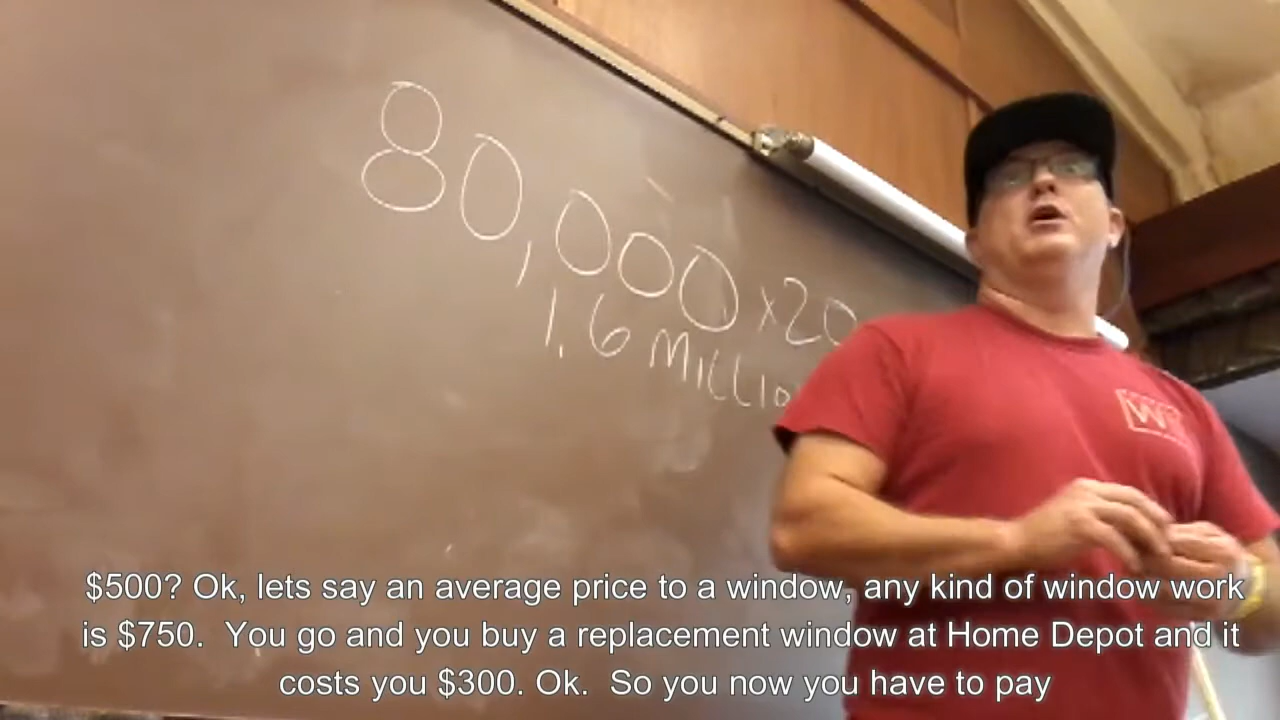 80,000 x 20
1.6 MILLIO
W
$500? Ok, lets say an average price to a window, any kind of window work
is $750.  You go and you buy a replacement window at Home Depot and it
costs you $300. Ok.  So you now you have to pay